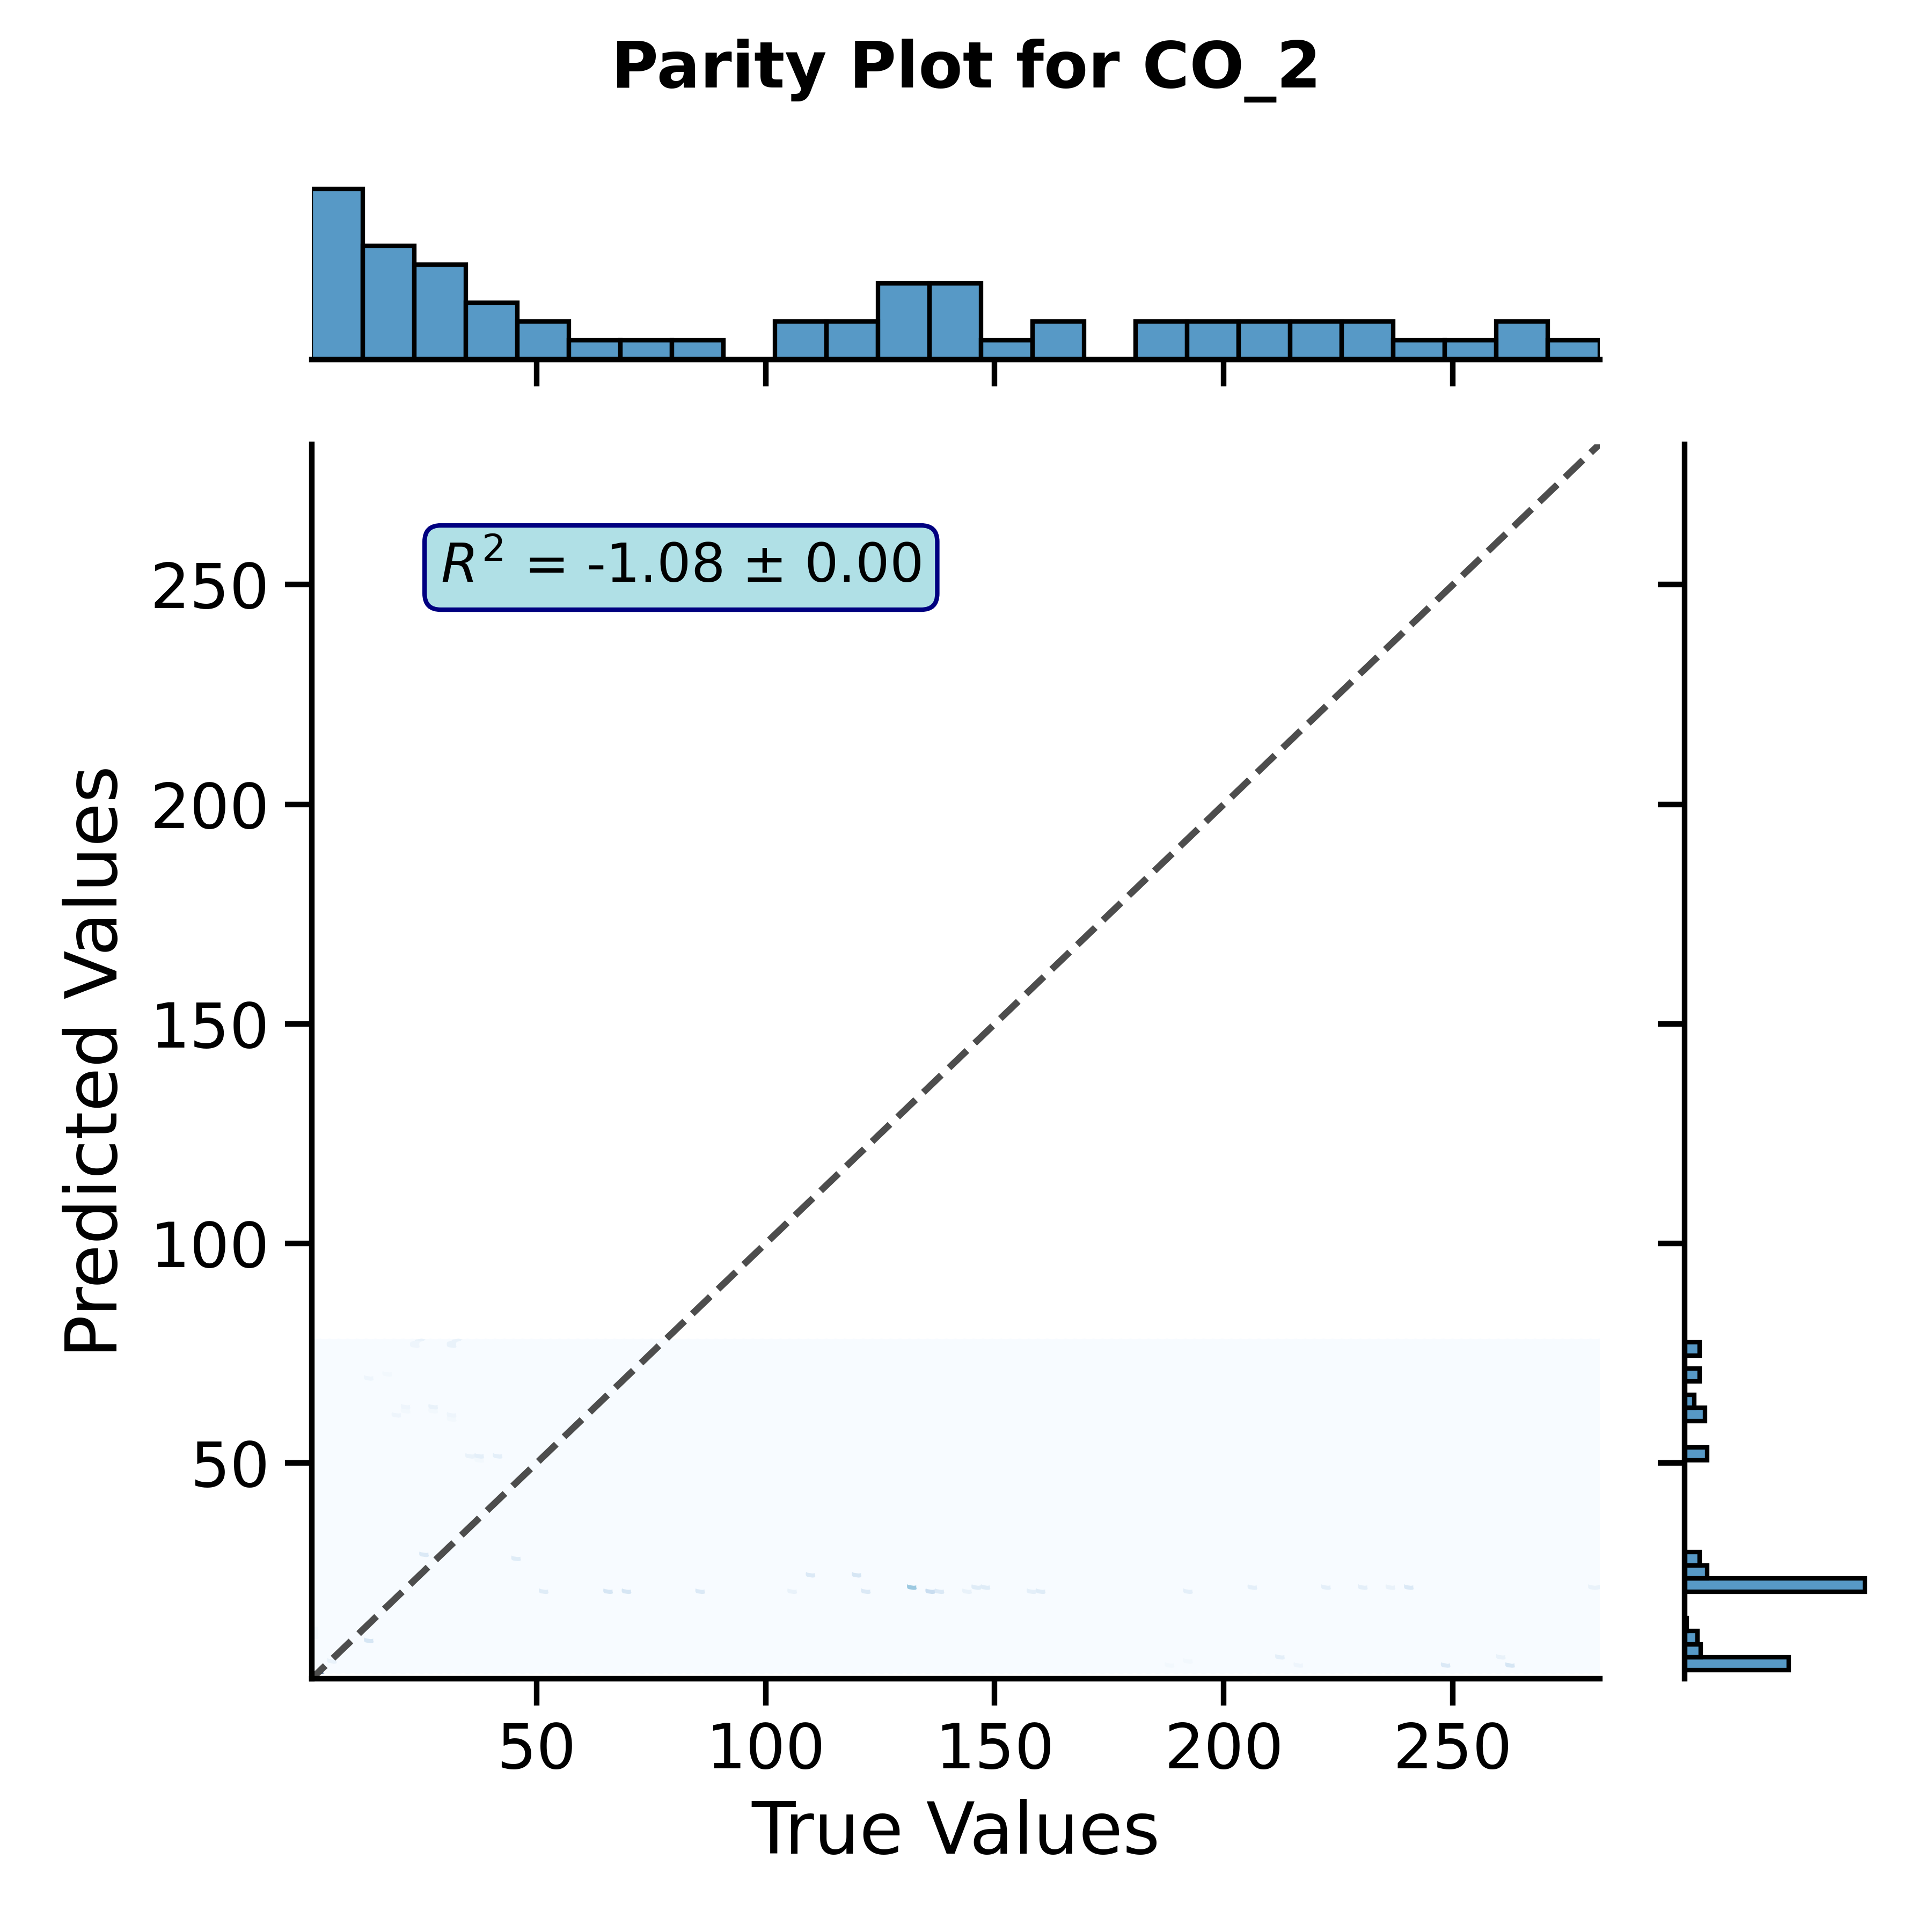 Parity Plot for CO_2
R² = -1.08 ± 0.00
250
200
150
100
50
Predicted Values
50 100 150 200 250
True Values